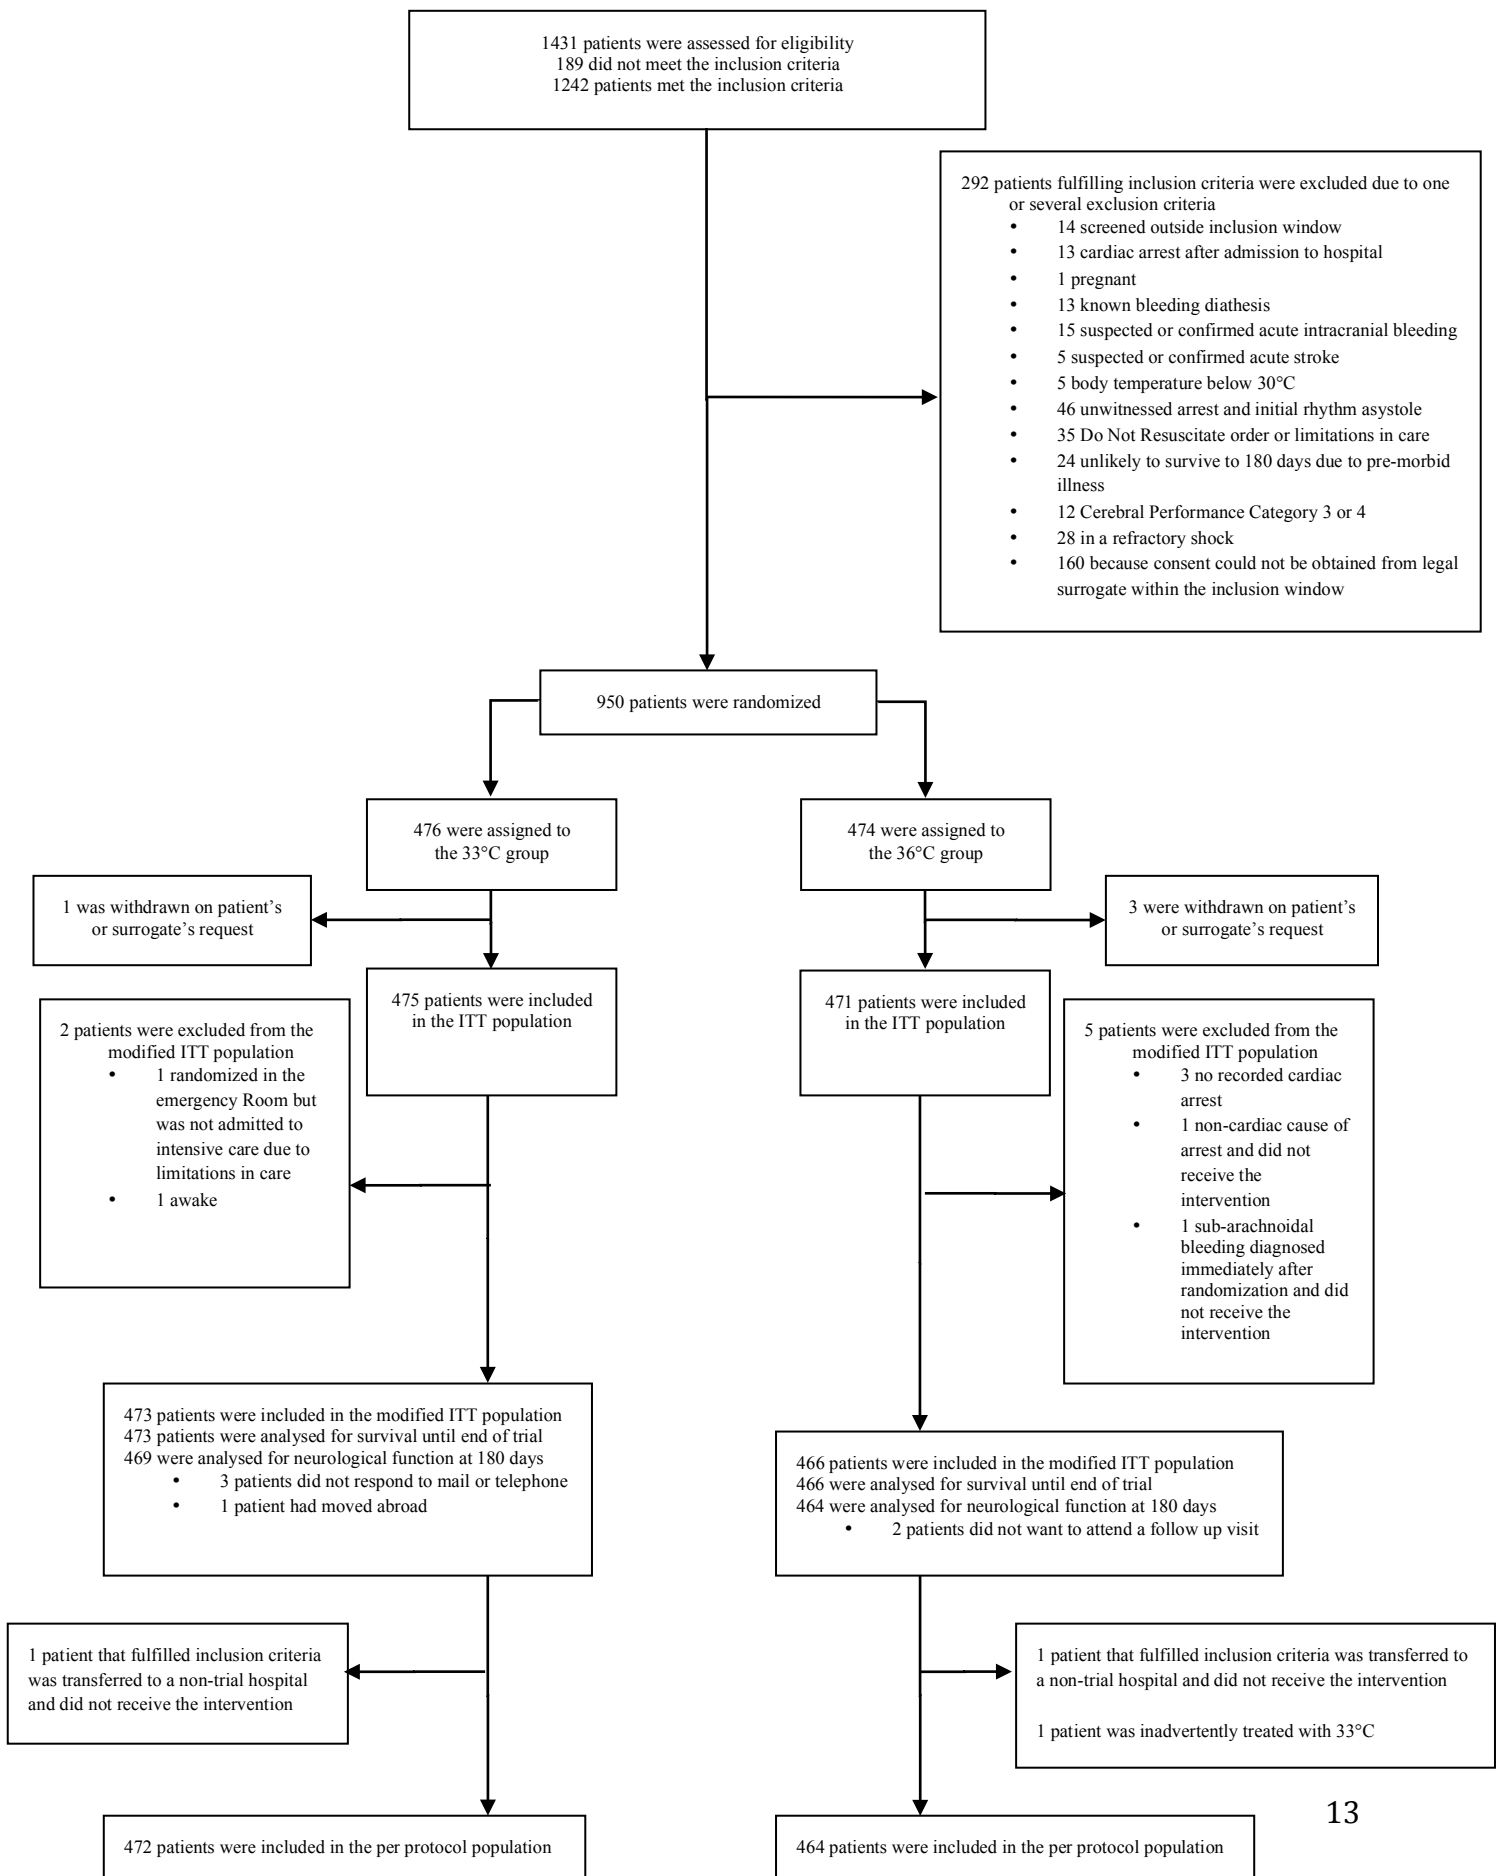 1431 patients were assessed for eligibility
189 did not meet the inclusion criteria
1242 patients met the inclusion criteria
292 patients fulfilling inclusion criteria were excluded due to one
or several exclusion criteria
• 14 screened outside inclusion window
• 13 cardiac arrest after admission to hospital
• 1 pregnant
• 13 known bleeding diathesis
• 15 suspected or confirmed acute intracranial bleeding
• 5 suspected or confirmed acute stroke
• 5 body temperature below 30°C
• 46 unwitnessed arrest and initial rhythm asystole
• 35 Do Not Resuscitate order or limitations in care
• 24 unlikely to survive to 180 days due to pre-morbid
illness
• 12 Cerebral Performance Category 3 or 4
• 28 in a refractory shock
• 160 because consent could not be obtained from legal
surrogate within the inclusion window
950 patients were randomized
476 were assigned to
the 33°C group
474 were assigned to
the 36°C group
1 was withdrawn on patient's
or surrogate's request
3 were withdrawn on patient's
or surrogate's request
475 patients were included
in the ITT population
471 patients were included
in the ITT population
2 patients were excluded from the
modified ITT population
• 1 randomized in the
emergency Room but
was not admitted to
intensive care due to
limitations in care
• 1 awake
5 patients were excluded from the
modified ITT population
• 3 no recorded cardiac
arrest
• 1 non-cardiac cause of
arrest and did not
receive the
intervention
• 1 sub-arachnoidal
bleeding diagnosed
immediately after
randomization and did
not receive the
intervention
473 patients were included in the modified ITT population
473 patients were analysed for survival until end of trial
469 were analysed for neurological function at 180 days
• 3 patients did not respond to mail or telephone
• 1 patient had moved abroad
466 patients were included in the modified ITT population
466 were analysed for survival until end of trial
464 were analysed for neurological function at 180 days
• 2 patients did not want to attend a follow up visit
1 patient that fulfilled inclusion criteria
was transferred to a non-trial hospital
and did not receive the intervention
1 patient that fulfilled inclusion criteria was transferred to
a non-trial hospital and did not receive the intervention
1 patient was inadvertently treated with 33°C
13
472 patients were included in the per protocol population
464 patients were included in the per protocol population